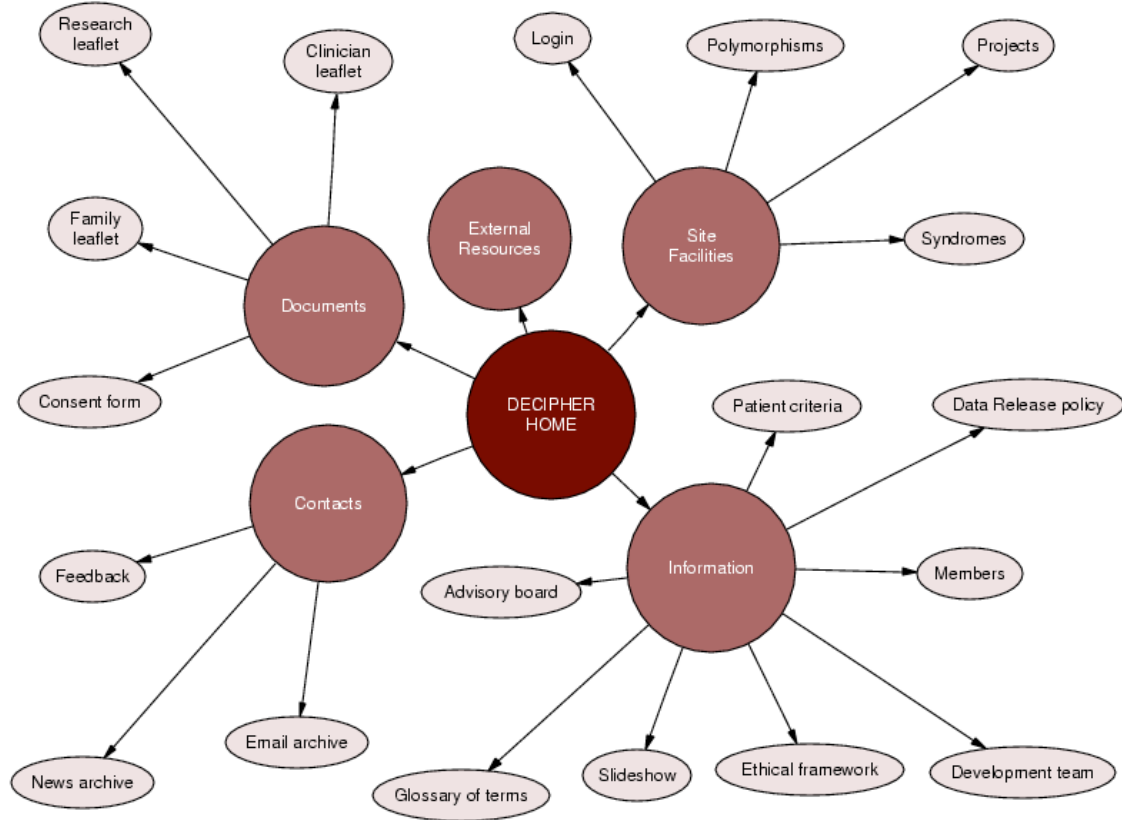 Research
leaflet
Clinician
leaflet
Login
Polymorphisms
Projects
Family
leaflet
External
Resources
Site
Facilities
Syndromes
Documents
Consent form
DECIPHER
HOME
Patient criteria
Data Release policy
Contacts
Feedback
Advisory board
Information
Members
News archive
Email archive
Glossary of terms
Slideshow
Ethical framework
Development team